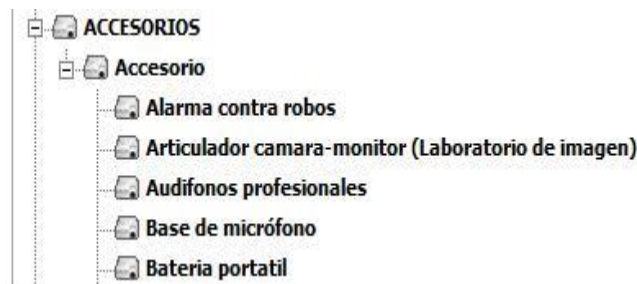 ACCESORIOS
Accesorio
Alarma contra robos
Articulador camara-monitor (Laboratorio de imagen)
Audifonos profesionales
Base de micrófono
Bateria portatil